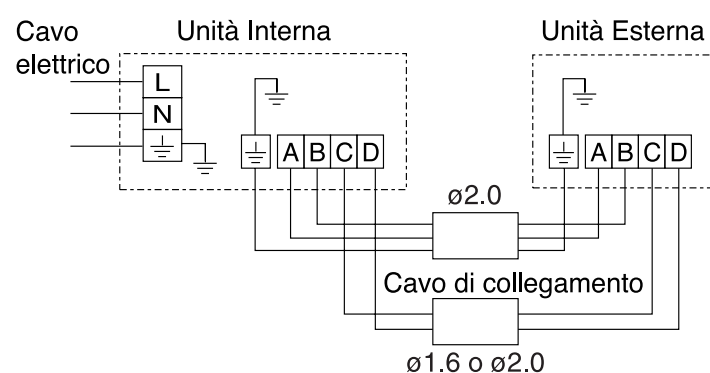 Cavo
elettrico
Unità Interna
Unità Esterna
L
N
A B C D
A B C D
ø2.0
Cavo di collegamento
ø1.6 o ø2.0